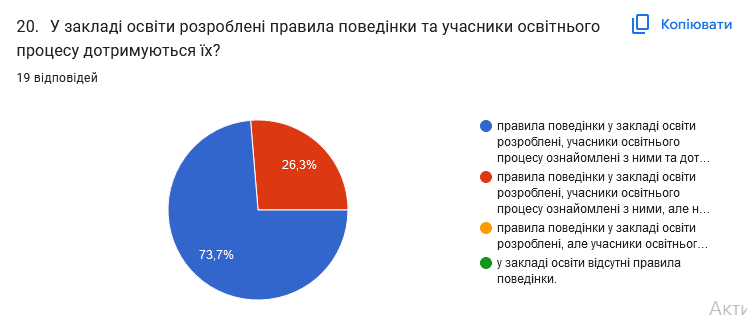 20. У закладі освіти розроблені правила поведінки та учасники освітнього
процесу дотримуються їх?
Копіювати
19 відповідей
26,3%
73,7%
правила поведінки у закладі освіти
розроблені, учасники освітнього
процесу ознайомлені з ними та дот…
правила поведінки у закладі освіти
розроблені, учасники освітнього
процесу ознайомлені з ними, але н…
правила поведінки у закладі освіти
розроблені, але учасники освітньог…
у закладі освіти відсутні правила
поведінки.
Акти